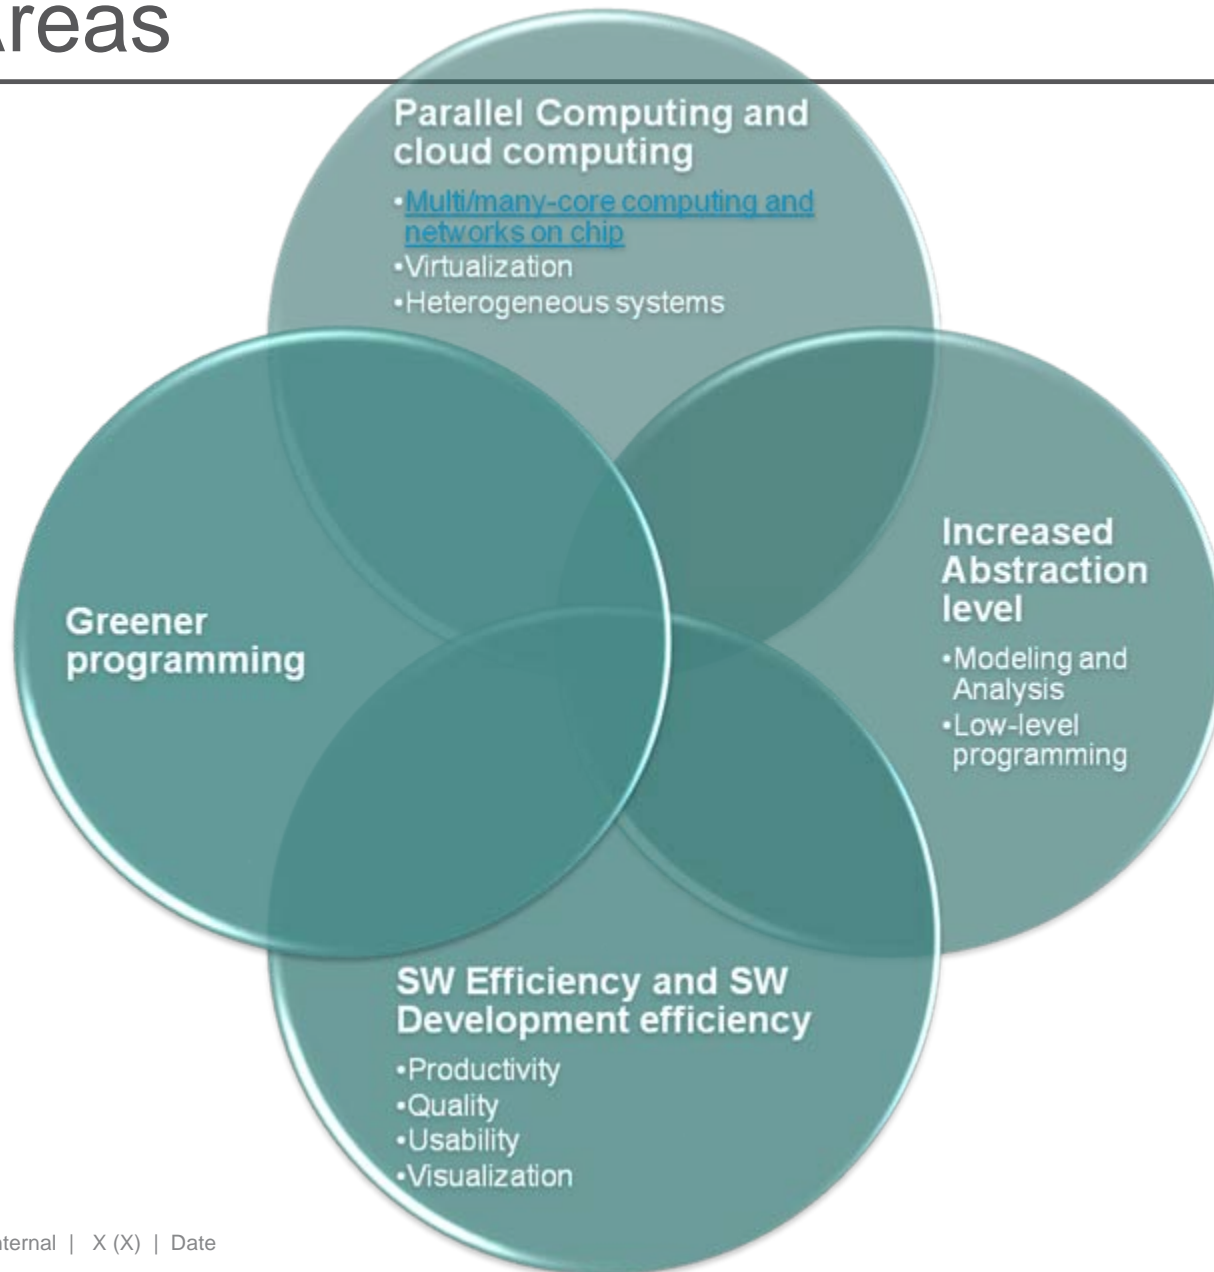 Areas
Parallel Computing and
cloud computing
•Multi/many-core computing and
networks on chip
•Virtualization
•Heterogeneous systems
Increased
Abstraction
level
•Modeling and
Analysis
•Low-level
programming
Greener
programming
SW Efficiency and SW
Development efficiency
•Productivity
•Quality
•Usability
•Visualization
nternal | X (X) | Date